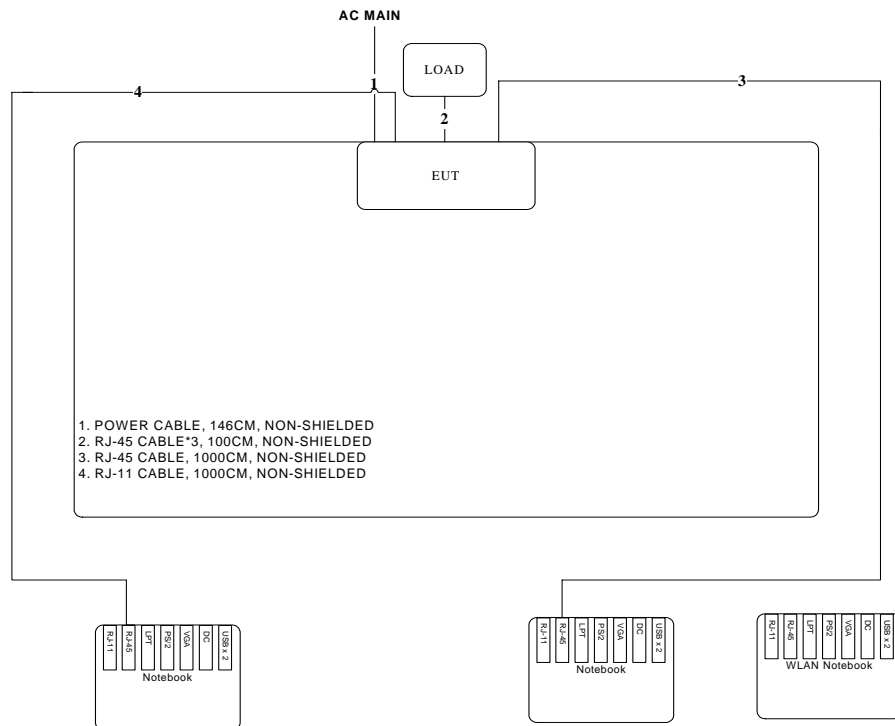 AC MAIN
LOAD
4
1
3
2
EUT
1. POWER CABLE, 146CM, NON-SHIELDED
2. RJ-45 CABLE*3, 100CM, NON-SHIELDED
3. RJ-45 CABLE, 1000CM, NON-SHIELDED
4. RJ-11 CABLE, 1000CM, NON-SHIELDED
RJ-11
RJ-45
LPT
PS/2
VGA
DC
USB x 2
Notebook
RJ-11
RJ-45
LPT
PS/2
VGA
DC
USB x 2
Notebook
RJ-11
RJ-45
LPT
PS/2
VGA
DC
USB x 2
WLAN Notebook